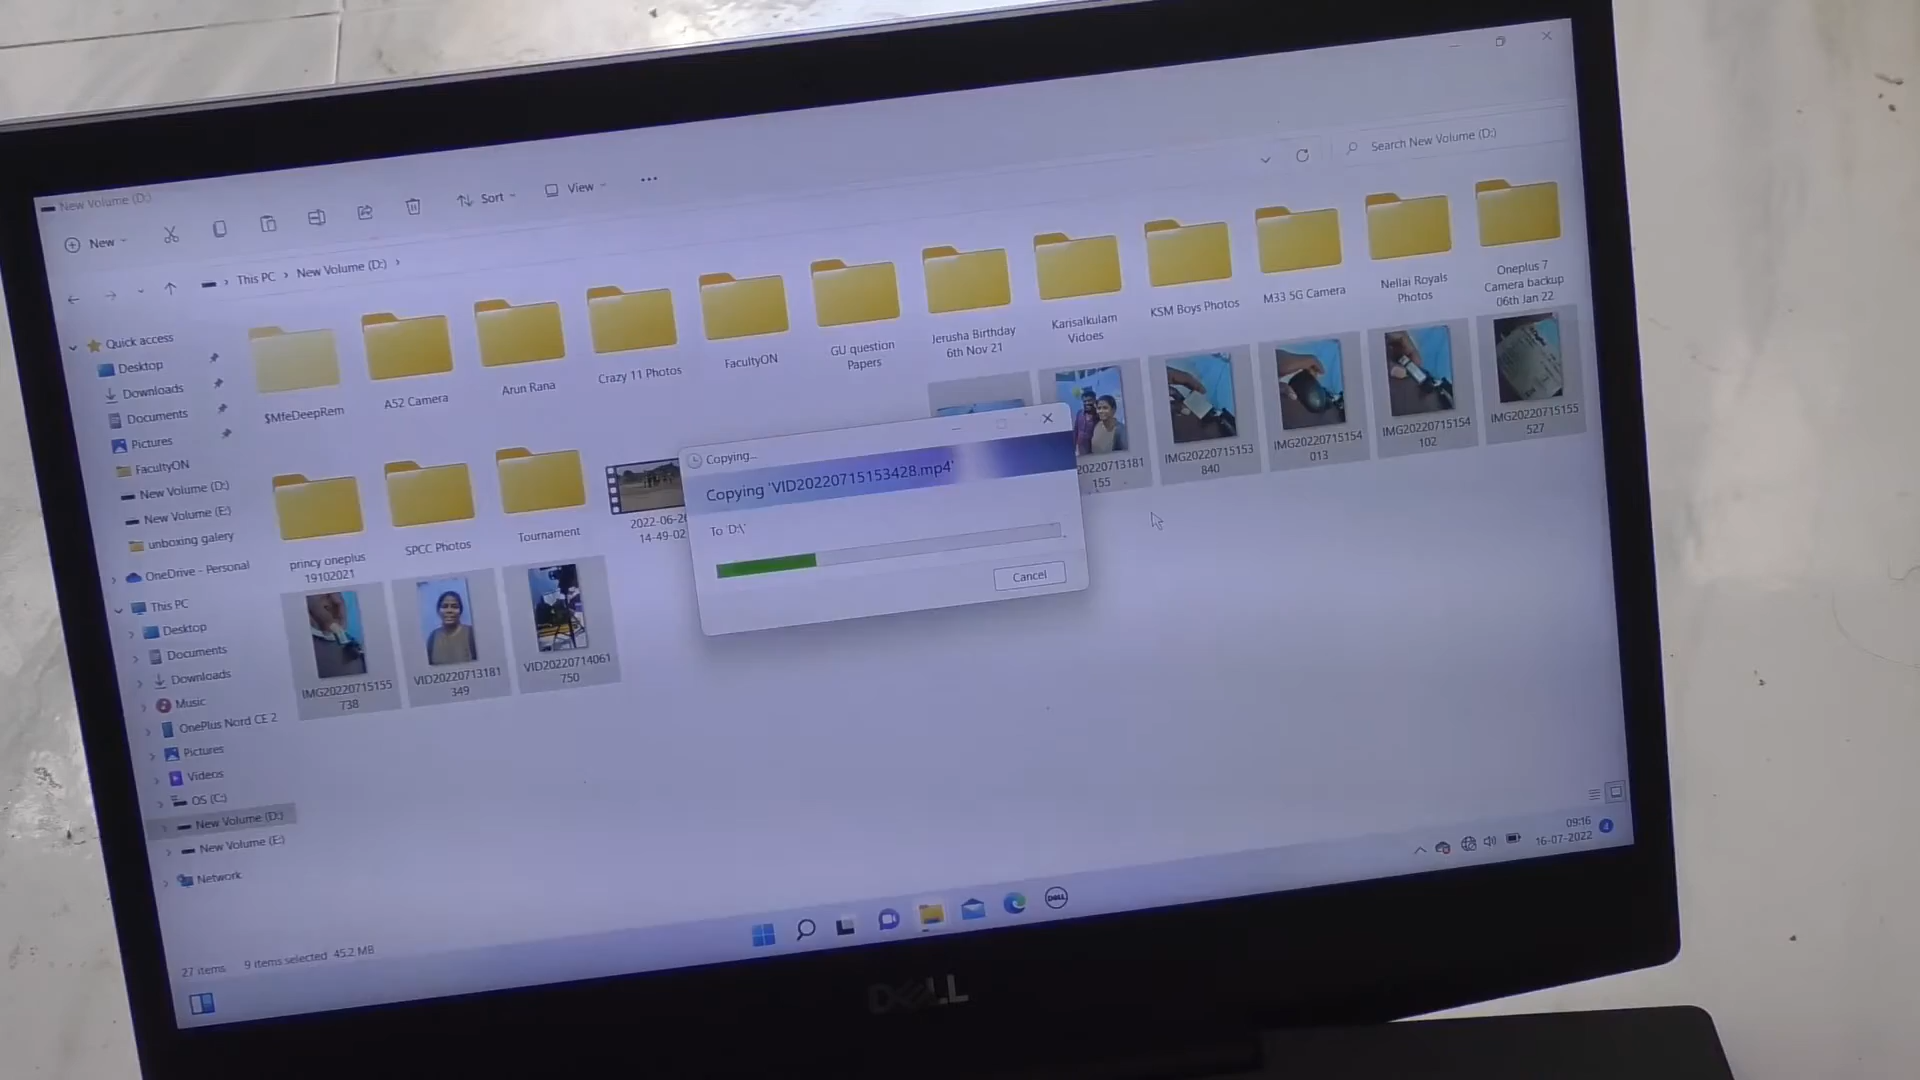 New Volume (D:)
New
Sort
View
This PC
New Volume (D:)
Search New Volume (D:)
Quick access
Desktop
Downloads
Documents
Pictures
FacultyON
New Volume (D:)
New Volume (E:)
unboxing galery
OneDrive - Personal
This PC
Desktop
Documents
Downloads
Music
OnePlus Nord CE 2
Pictures
Videos
OS (C:)
New Volume (D:)
New Volume (E:)
Network
$MfeDeepRem
A52 Camera
Arun Rana
Crazy 11 Photos
FacultyON
GU question
Papers
Jerusha Birthday
6th Nov 21
Karisalkulam
Vidoes
KSM Boys Photos
M33 5G Camera
Nellai Royals
Photos
Oneplus 7
Camera backup
06th Jan 22
princy oneplus
19102021
SPCC Photos
Tournament
2022-06-2
14-49-02
20220713181
155
IMG20220715153
840
IMG20220715154
013
IMG20220715154
102
IMG20220715155
527
IMG20220715155
738
VID20220713181
349
VID20220714061
750
Copying...
Copying 'VID20220715153428.mp4'
To 'D:\'
Cancel
27 items
9 items selected 45.2 MB
09:16
16-07-2022
4
DELL
DELL